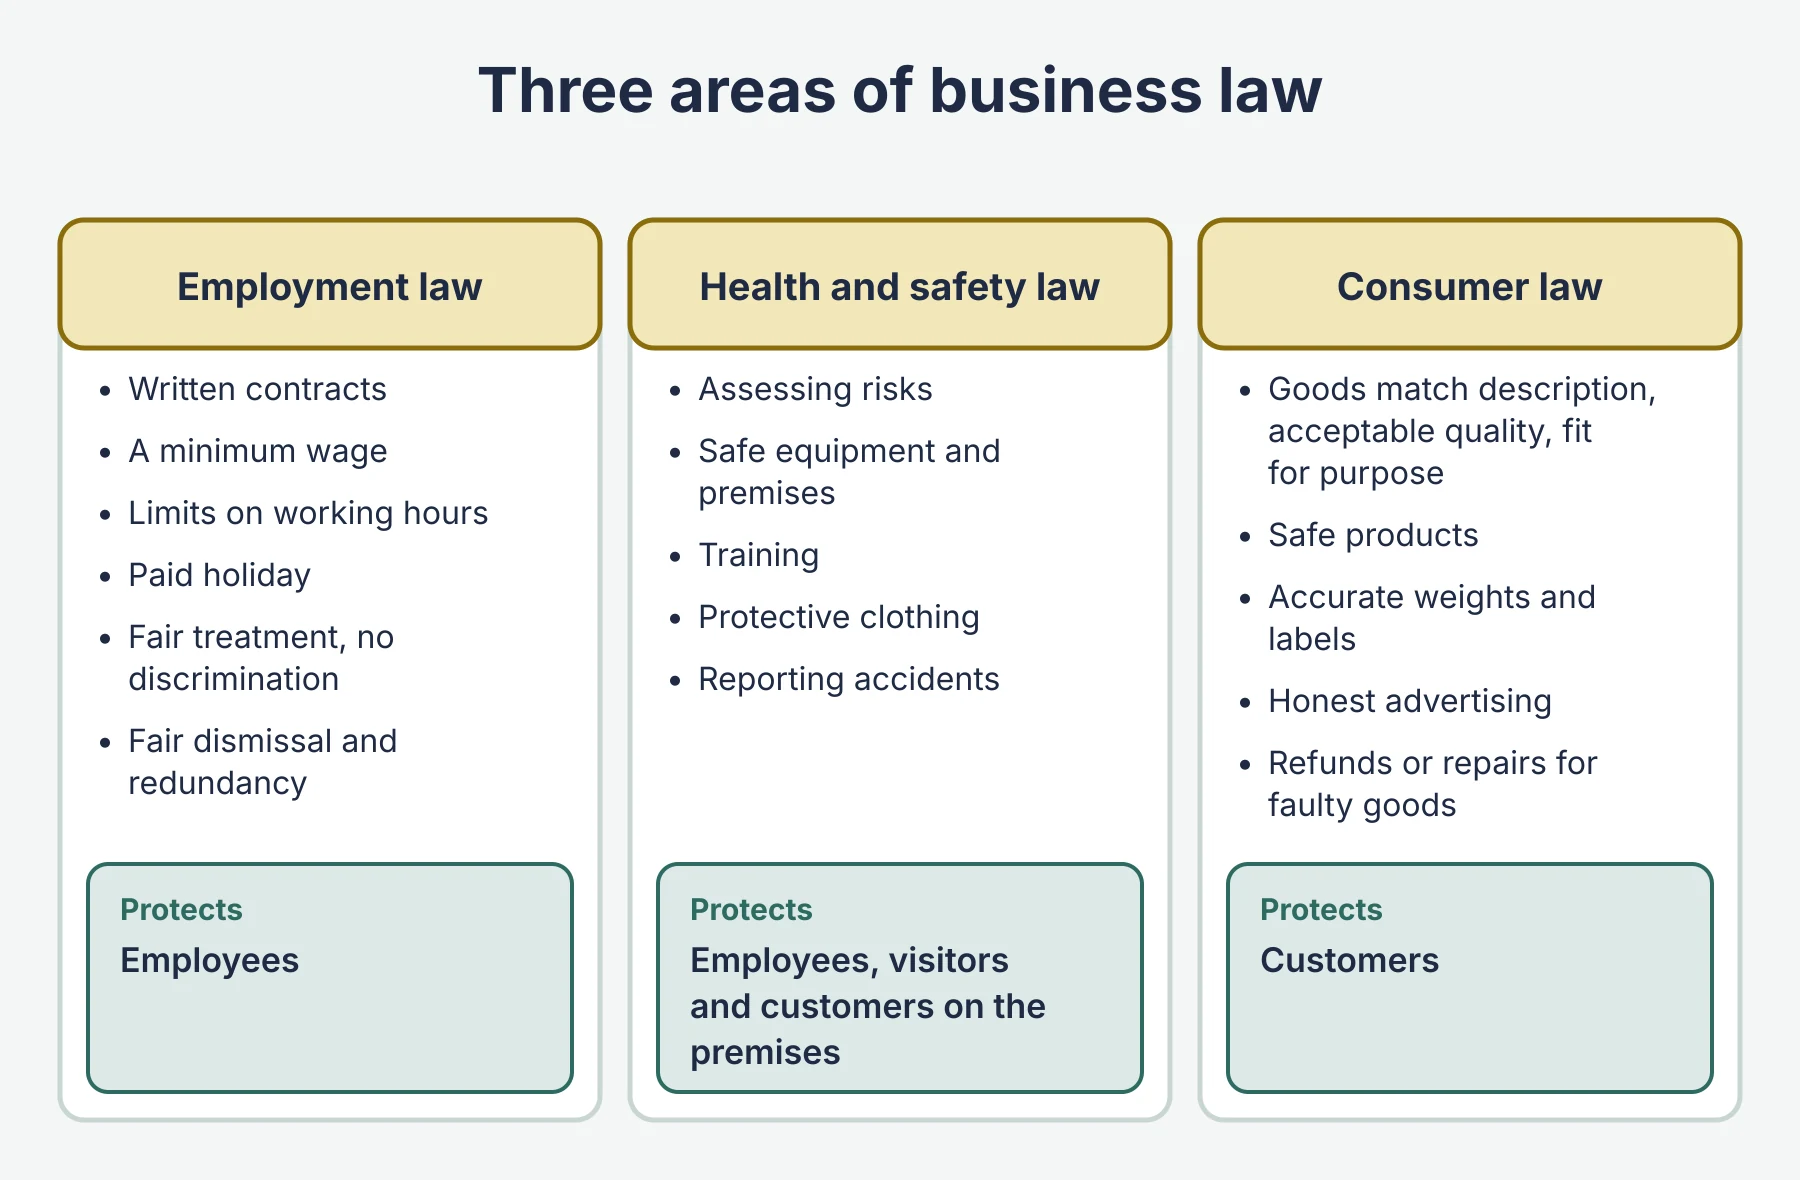 Three areas of business law
Employment law
• Written contracts
• A minimum wage
• Limits on working hours
• Paid holiday
• Fair treatment, no
discrimination
• Fair dismissal and
redundancy
Protects
Employees
Health and safety law
• Assessing risks
• Safe equipment and
premises
• Training
• Protective clothing
• Reporting accidents
Protects
Employees, visitors
and customers on the
premises
Consumer law
• Goods match description,
acceptable quality, fit
for purpose
• Safe products
• Accurate weights and
labels
• Honest advertising
• Refunds or repairs for
faulty goods
Protects
Customers